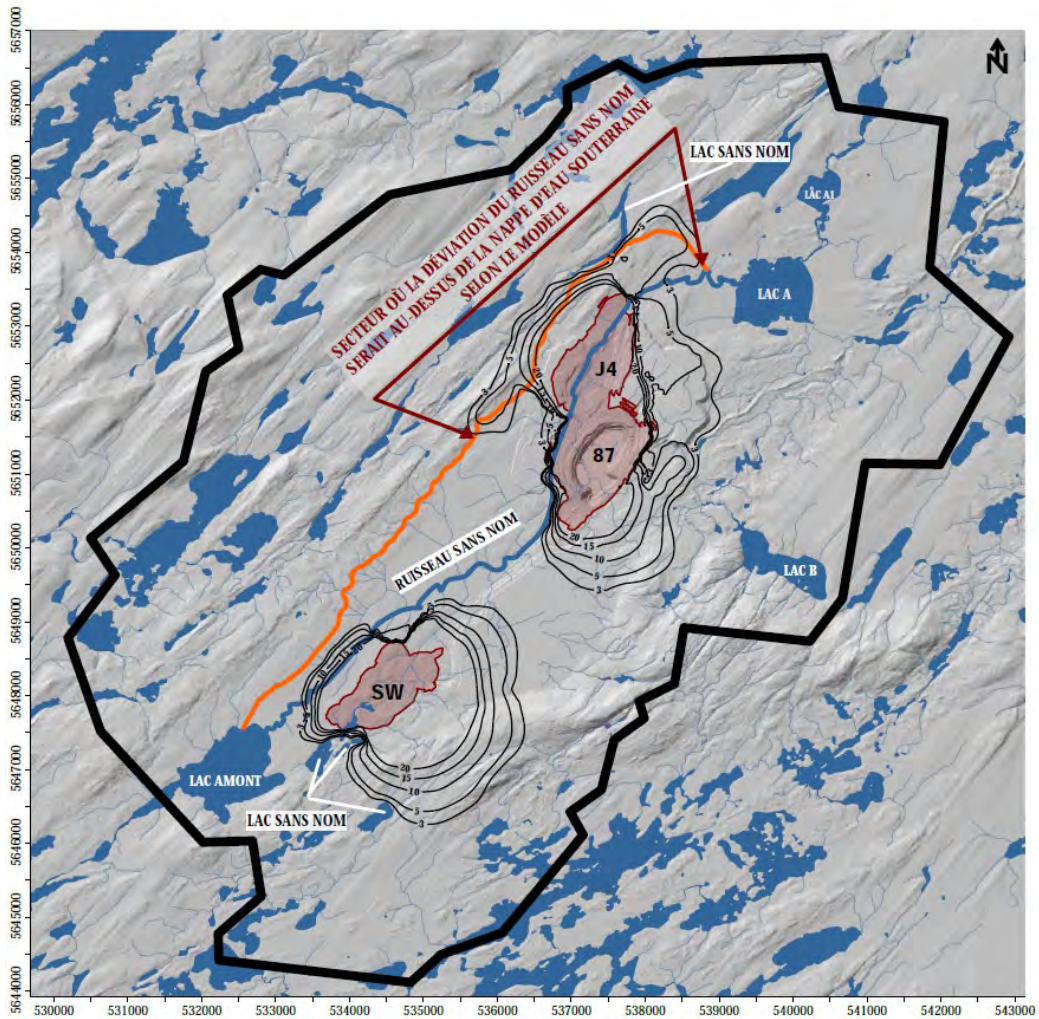 5657000
5656000
5655000
5654000
5653000
5652000
5651000
5650000
5649000
5648000
5647000
5646000
5645000
5644000
N
SECTEUR OÙ LA DÉVIATION DU RUISSEAU SANS NOM
SERAIT AU-DESSUS DE LA NAPPE D'EAU SOUTERRAINE
SELON LE MODÈLE
LAC SANS NOM
LAC A1
LAC A
J4
87
RUISSEAU SANS NOM
LAC B
SW
LAC AMONT
LAC SANS NOM
20
15
10
5
3
20
15
10
5
3
530000 531000 532000 533000 534000 535000 536000 537000 538000 539000 540000 541000 542000 543000